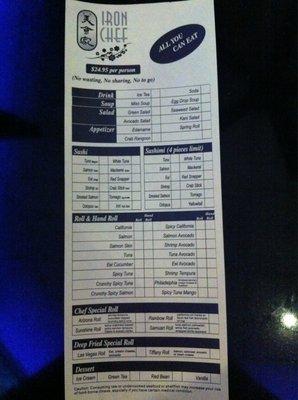 IRON
CHEF
ALL YOU
CAN EAT
$24.95 per person
(No wasting, No sharing, No to go)
Drink Ice Tea Soda
Soup Miso Soup Egg Drop Soup
Salad Green Salad Seaweed Salad
Avocado Salad Kani Salad
Appetizer Edamame Spring Roll
Crab Rangoon
Sushi Sashimi (4 pieces limit)
Tuna White Tuna Tuna White Tuna
Salmon Mackerel Salmon Mackerel
Eel Red Snapper Eel Red Snapper
Shrimp Crab Stick Shrimp Crab Stick
Smoked Salmon Tamago Smoked Salmon Tamago
Octopus Octopus Yellowtail
Roll & Hand Roll Roll Hand Roll Roll Hand Roll
California Spicy California
Salmon Salmon Avocado
Salmon Skin Shrimp Avocado
Tuna Tuna Avocado
Eel Cucumber Eel Avocado
Spicy Tuna Shrimp Tempura
Crunchy Spicy Tuna Philadelphia
Crunchy Spicy Salmon Spicy Tuna Mango
Chef Special Roll
Arizona Roll Rainbow Roll
Sunshine Roll Samurai Roll
Deep Fried Special Roll
Las Vegas Roll Tiffany Roll
Dessert
Ice Cream Green Tea Red Bean Vanilla
Caution: Consuming raw or undercooked seafood or shellfish may increase your risk
of food-borne illness, especially if you have certain medical condition.